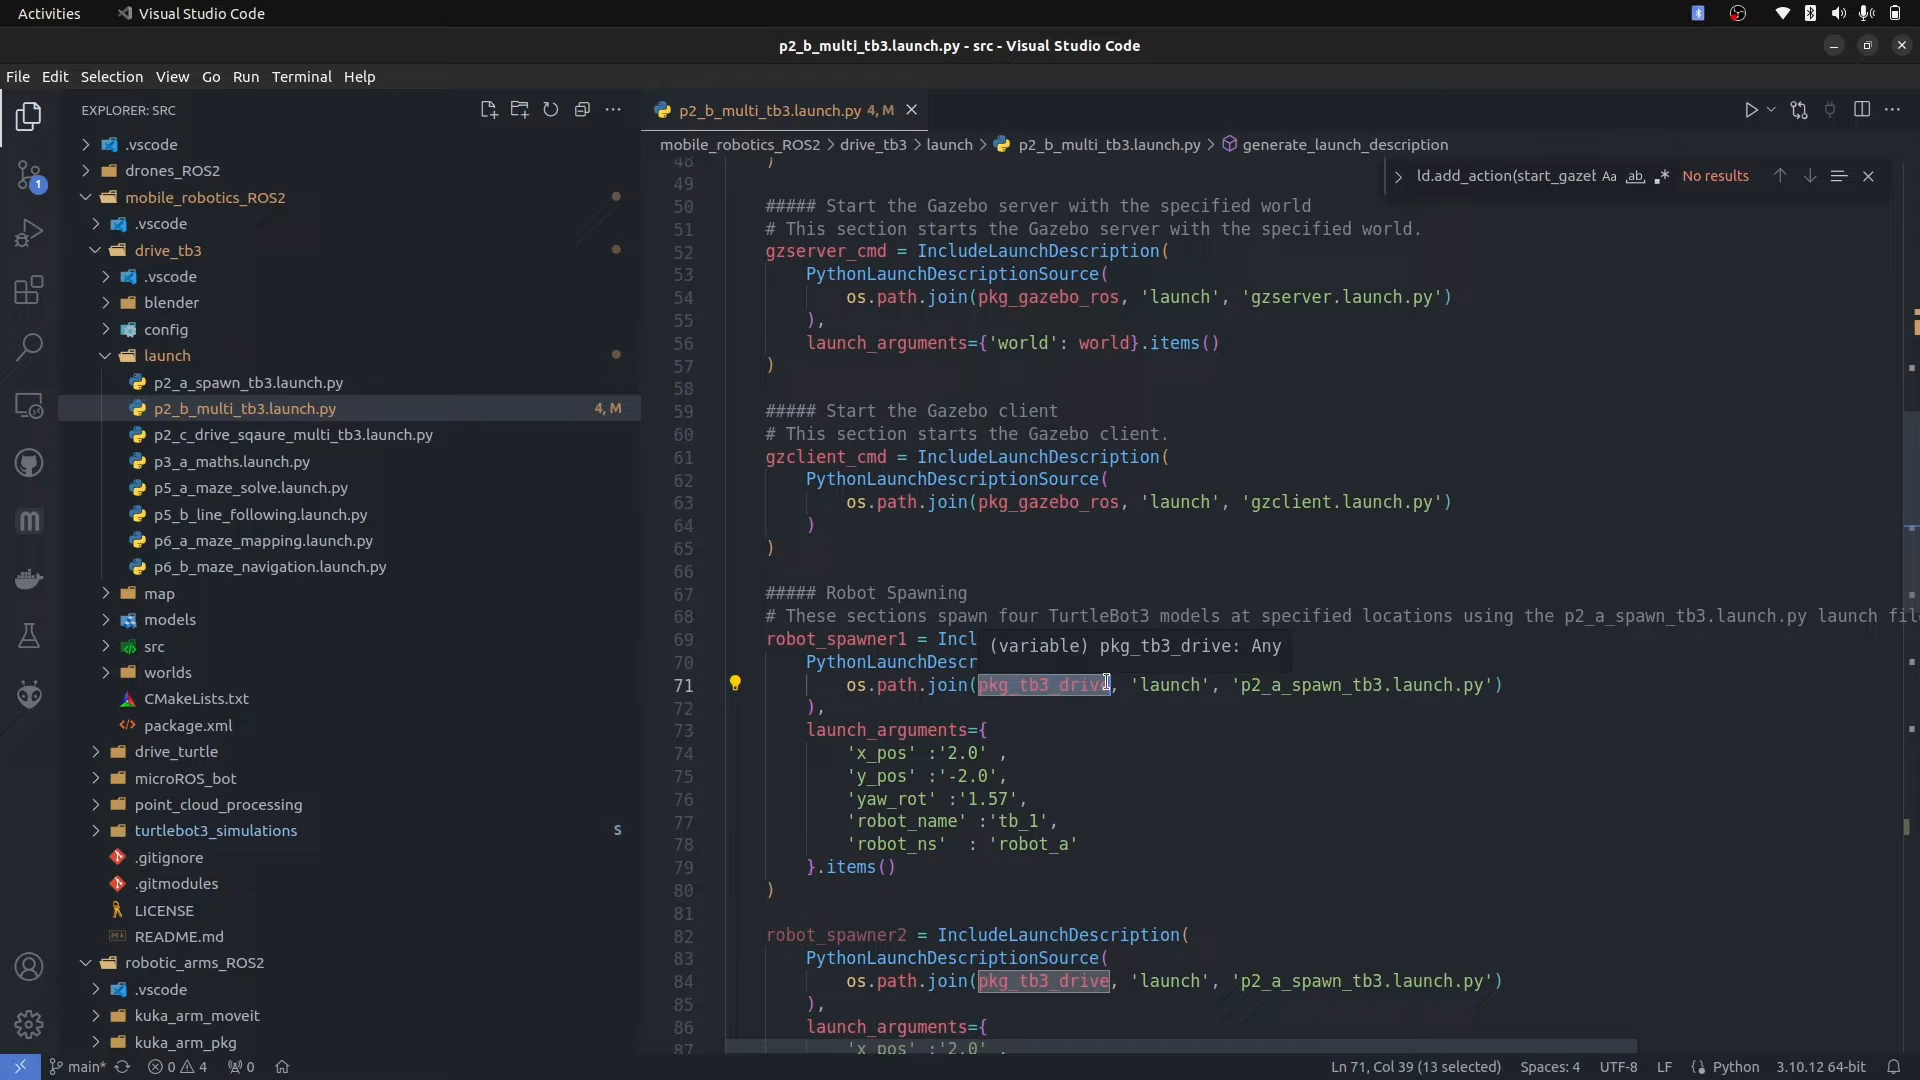 Activities
Visual Studio Code
p2_b_multi_tb3.launch.py - src - Visual Studio Code
File Edit Selection View Go Run Terminal Help
EXPLORER: SRC
.vscode
drones_ROS2
mobile_robotics_ROS2
.vscode
drive_tb3
.vscode
blender
config
launch
p2_a_spawn_tb3.launch.py
p2_b_multi_tb3.launch.py 4, M
p2_c_drive_sqaure_multi_tb3.launch.py
p3_a_maths.launch.py
p5_a_maze_solve.launch.py
p5_b_line_following.launch.py
p6_a_maze_mapping.launch.py
p6_b_maze_navigation.launch.py
map
models
src
worlds
CMakeLists.txt
package.xml
drive_turtle
microROS_bot
point_cloud_processing
turtlebot3_simulations S
.gitignore
.gitmodules
LICENSE
README.md
robotic_arms_ROS2
.vscode
kuka_arm_moveit
kuka_arm_pkg
1
p2_b_multi_tb3.launch.py 4, M
mobile_robotics_ROS2 > drive_tb3 > launch > p2_b_multi_tb3.launch.py > generate_launch_description
ld.add_action(start_gazeb Aa ab .* No results
48 )
49
50 ##### Start the Gazebo server with the specified world
51 # This section starts the Gazebo server with the specified world.
52 gzserver_cmd = IncludeLaunchDescription(
53 PythonLaunchDescriptionSource(
54 os.path.join(pkg_gazebo_ros, 'launch', 'gzserver.launch.py')
55 ),
56 launch_arguments={'world': world}.items()
57 )
58
59 ##### Start the Gazebo client
60 # This section starts the Gazebo client.
61 gzclient_cmd = IncludeLaunchDescription(
62 PythonLaunchDescriptionSource(
63 os.path.join(pkg_gazebo_ros, 'launch', 'gzclient.launch.py')
64 )
65 )
66
67 ##### Robot Spawning
68 # These sections spawn four TurtleBot3 models at specified locations using the p2_a_spawn_tb3.launch.py launch fil
69 robot_spawner1 = Incl
(variable) pkg_tb3_drive: Any
70 PythonLaunchDescr
71 os.path.join(pkg_tb3_drive, 'launch', 'p2_a_spawn_tb3.launch.py')
72 ),
73 launch_arguments={
74 'x_pos' :'2.0' ,
75 'y_pos' :'-2.0',
76 'yaw_rot' :'1.57',
77 'robot_name' :'tb_1',
78 'robot_ns' : 'robot_a'
79 }.items()
80 )
81
82 robot_spawner2 = IncludeLaunchDescription(
83 PythonLaunchDescriptionSource(
84 os.path.join(pkg_tb3_drive, 'launch', 'p2_a_spawn_tb3.launch.py')
85 ),
86 launch_arguments={
87 'x_pos' :'2.0' ,
main* 0 4 0 Ln 71, Col 39 (13 selected) Spaces: 4 UTF-8 LF Python 3.10.12 64-bit